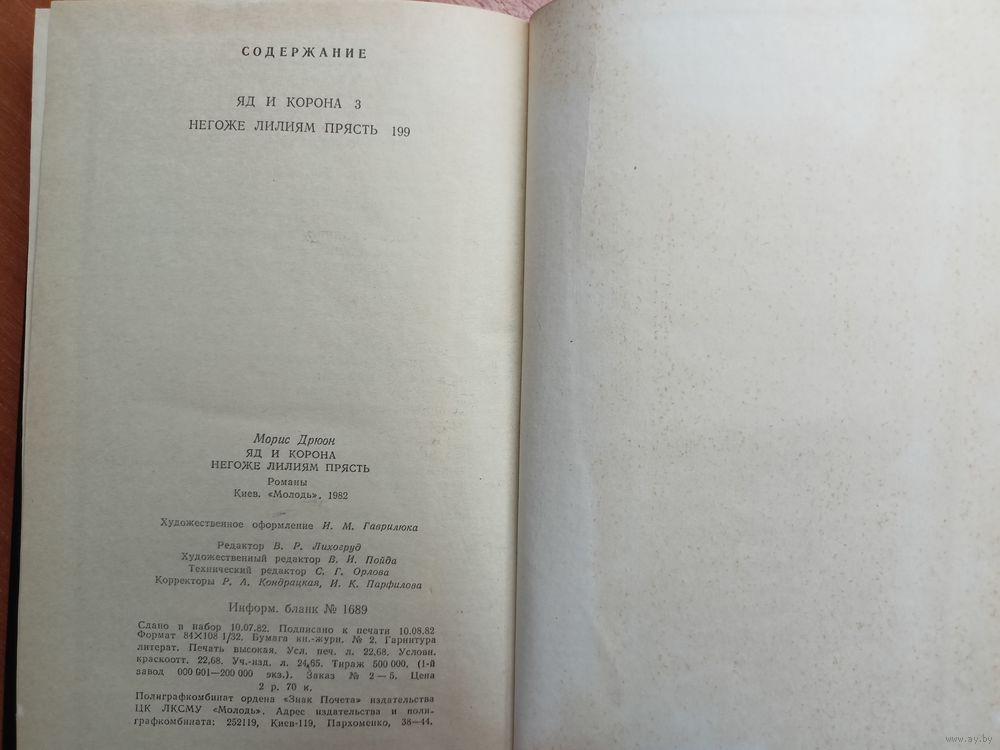 СОДЕРЖАНИЕ
ЯД И КОРОНА 3
НЕГОЖЕ ЛИЛИЯМ ПРЯСТЬ 199
Морис Дрюон
ЯД И КОРОНА
НЕГОЖЕ ЛИЛИЯМ ПРЯСТЬ
Романы
Киев. «Молодь», 1982
Художественное оформление И. М. Гаврилюка
Редактор В. Р. Лихогруд
Художественный редактор В. И. Пойда
Технический редактор С. Г. Орлова
Корректоры Р. А. Кондрацкая, И. К. Парфилова
Информ. бланк № 1689
Сдано в набор 10.07.82. Подписано к печати 10.08.82
Формат 84×108 1/32. Бумага кн.-журн. № 2. Гарнитура
литерат. Печать высокая. Усл. печ. л. 22,68. Условн.
краскоотт. 22,68. Уч.-изд. л. 24,65. Тираж 500 000. (1-й
завод 000 001—200 000 экз.). Заказ № 2—5. Цена
2 р. 70 к.
Полиграфкомбинат ордена «Знак Почета» издательства
ЦК ЛКСМУ «Молодь». Адрес издательства и поли-
графкомбината: 252119, Киев-119, Пархоменко, 38—44.
www.ay.by